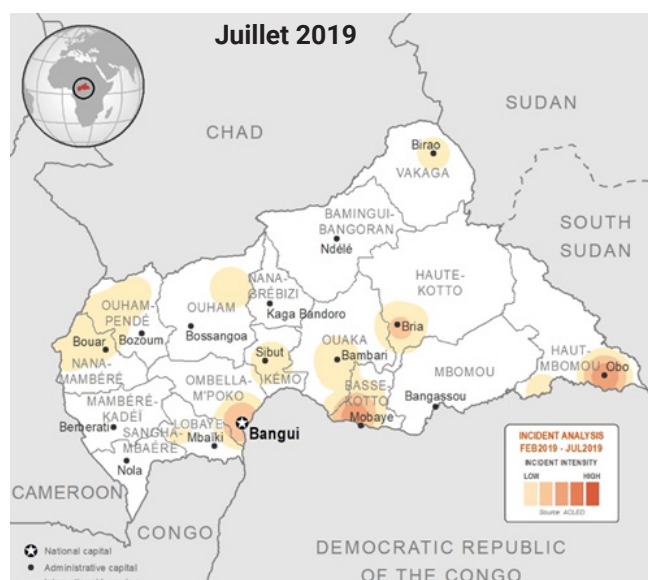 Juillet 2019
SUDAN
CHAD
Birao
VAKAGA
SOUTH
SUDAN
BAMINGUI-
BANGORAN
Ndélé
HAUTE-
KOTTO
NANA-
GRÉBIZI
OUHAM
OUHAM-
PENDÉ
Kaga Bandoro
Bossangoa
Bozoum
Bria
Bouar
NANA-
MAMBÉRÉ
Sibut
KÉMO
OUAKA
Bambari
HAUT-
MBOMOU
Obo
MBOMOU
OMBELLA-
M'POKO
BASSE-
KOTTO
Mobaye
Bangassou
MAMBÉRÉ-
KADÉÏ
Berberati
SANGHA-
MBAÉRE
LOBAYE
Mbaïki
Bangui
Nola
CAMEROON
CONGO
DEMOCRATIC REPUBLIC
OF THE CONGO
INCIDENT ANALYSIS
FEB2019 - JUL2019
INCIDENT INTENSITY
LOW
HIGH
Source: ACLED
National capital
Administrative capital